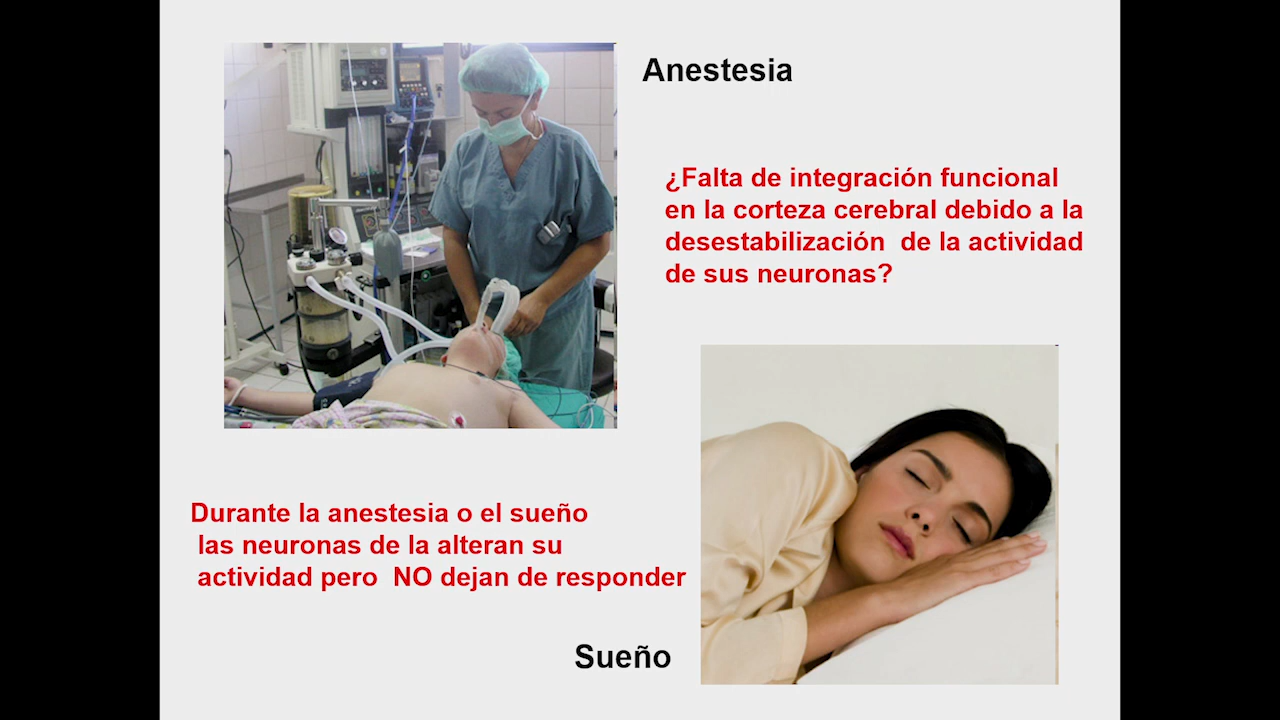 Anestesia
¿Falta de integración funcional
en la corteza cerebral debido a la
desestabilización de la actividad
de sus neuronas?
Durante la anestesia o el sueño
las neuronas de la alteran su
actividad pero NO dejan de responder
Sueño